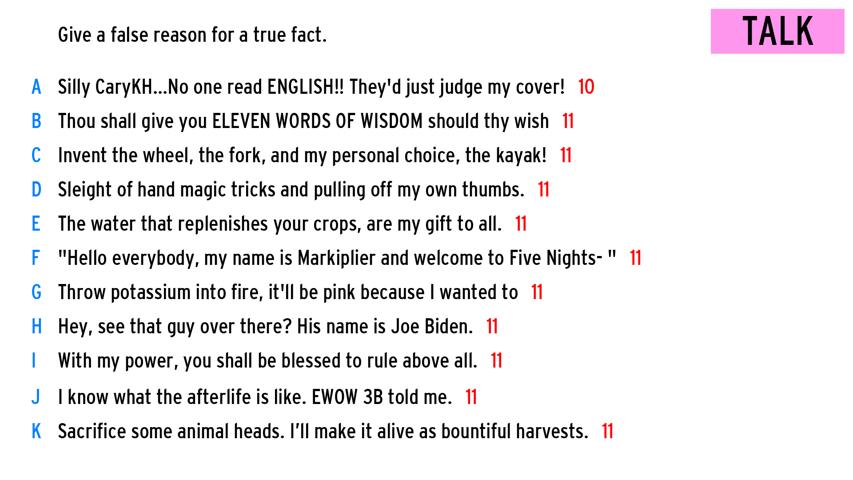 Give a false reason for a true fact.
TALK
A Silly CaryKH...No one read ENGLISH!! They'd just judge my cover! 10
B Thou shall give you ELEVEN WORDS OF WISDOM should thy wish 11
C Invent the wheel, the fork, and my personal choice, the kayak! 11
D Sleight of hand magic tricks and pulling off my own thumbs. 11
E The water that replenishes your crops, are my gift to all. 11
F "Hello everybody, my name is Markiplier and welcome to Five Nights- " 11
G Throw potassium into fire, it'll be pink because I wanted to 11
H Hey, see that guy over there? His name is Joe Biden. 11
I With my power, you shall be blessed to rule above all. 11
J I know what the afterlife is like. EWOW 3B told me. 11
K Sacrifice some animal heads. I’ll make it alive as bountiful harvests. 11